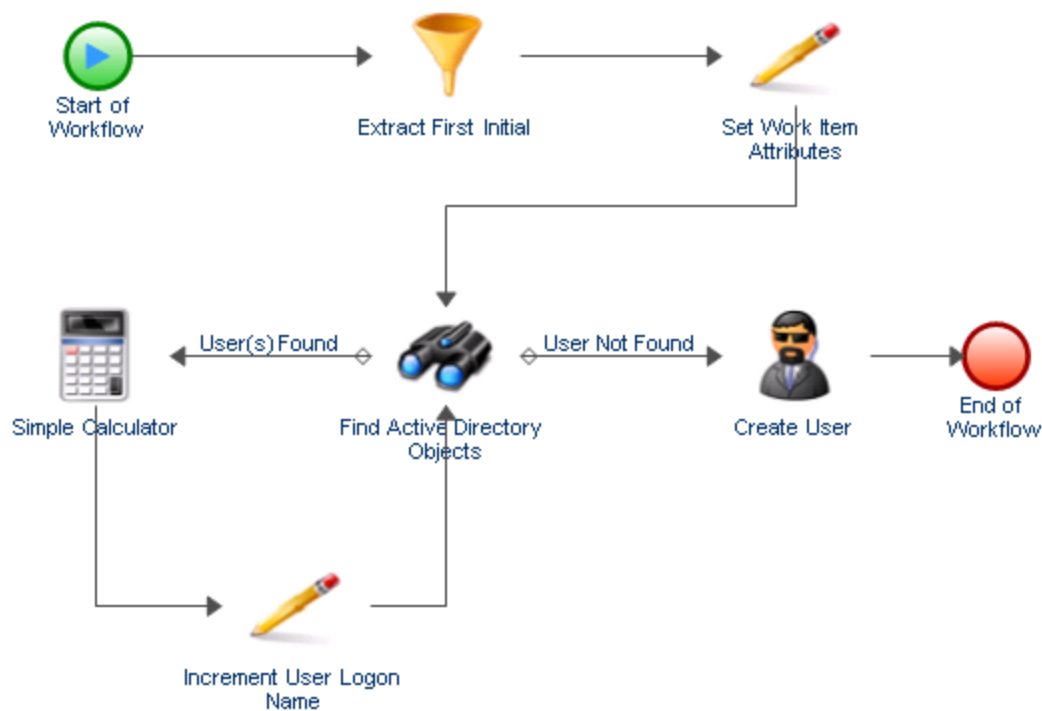 Start of
Workflow
Extract First Initial
Set Work Item
Attributes
User(s) Found
User Not Found
Simple Calculator
Find Active Directory
Objects
Create User
End of
Workflow
Increment User Logon
Name